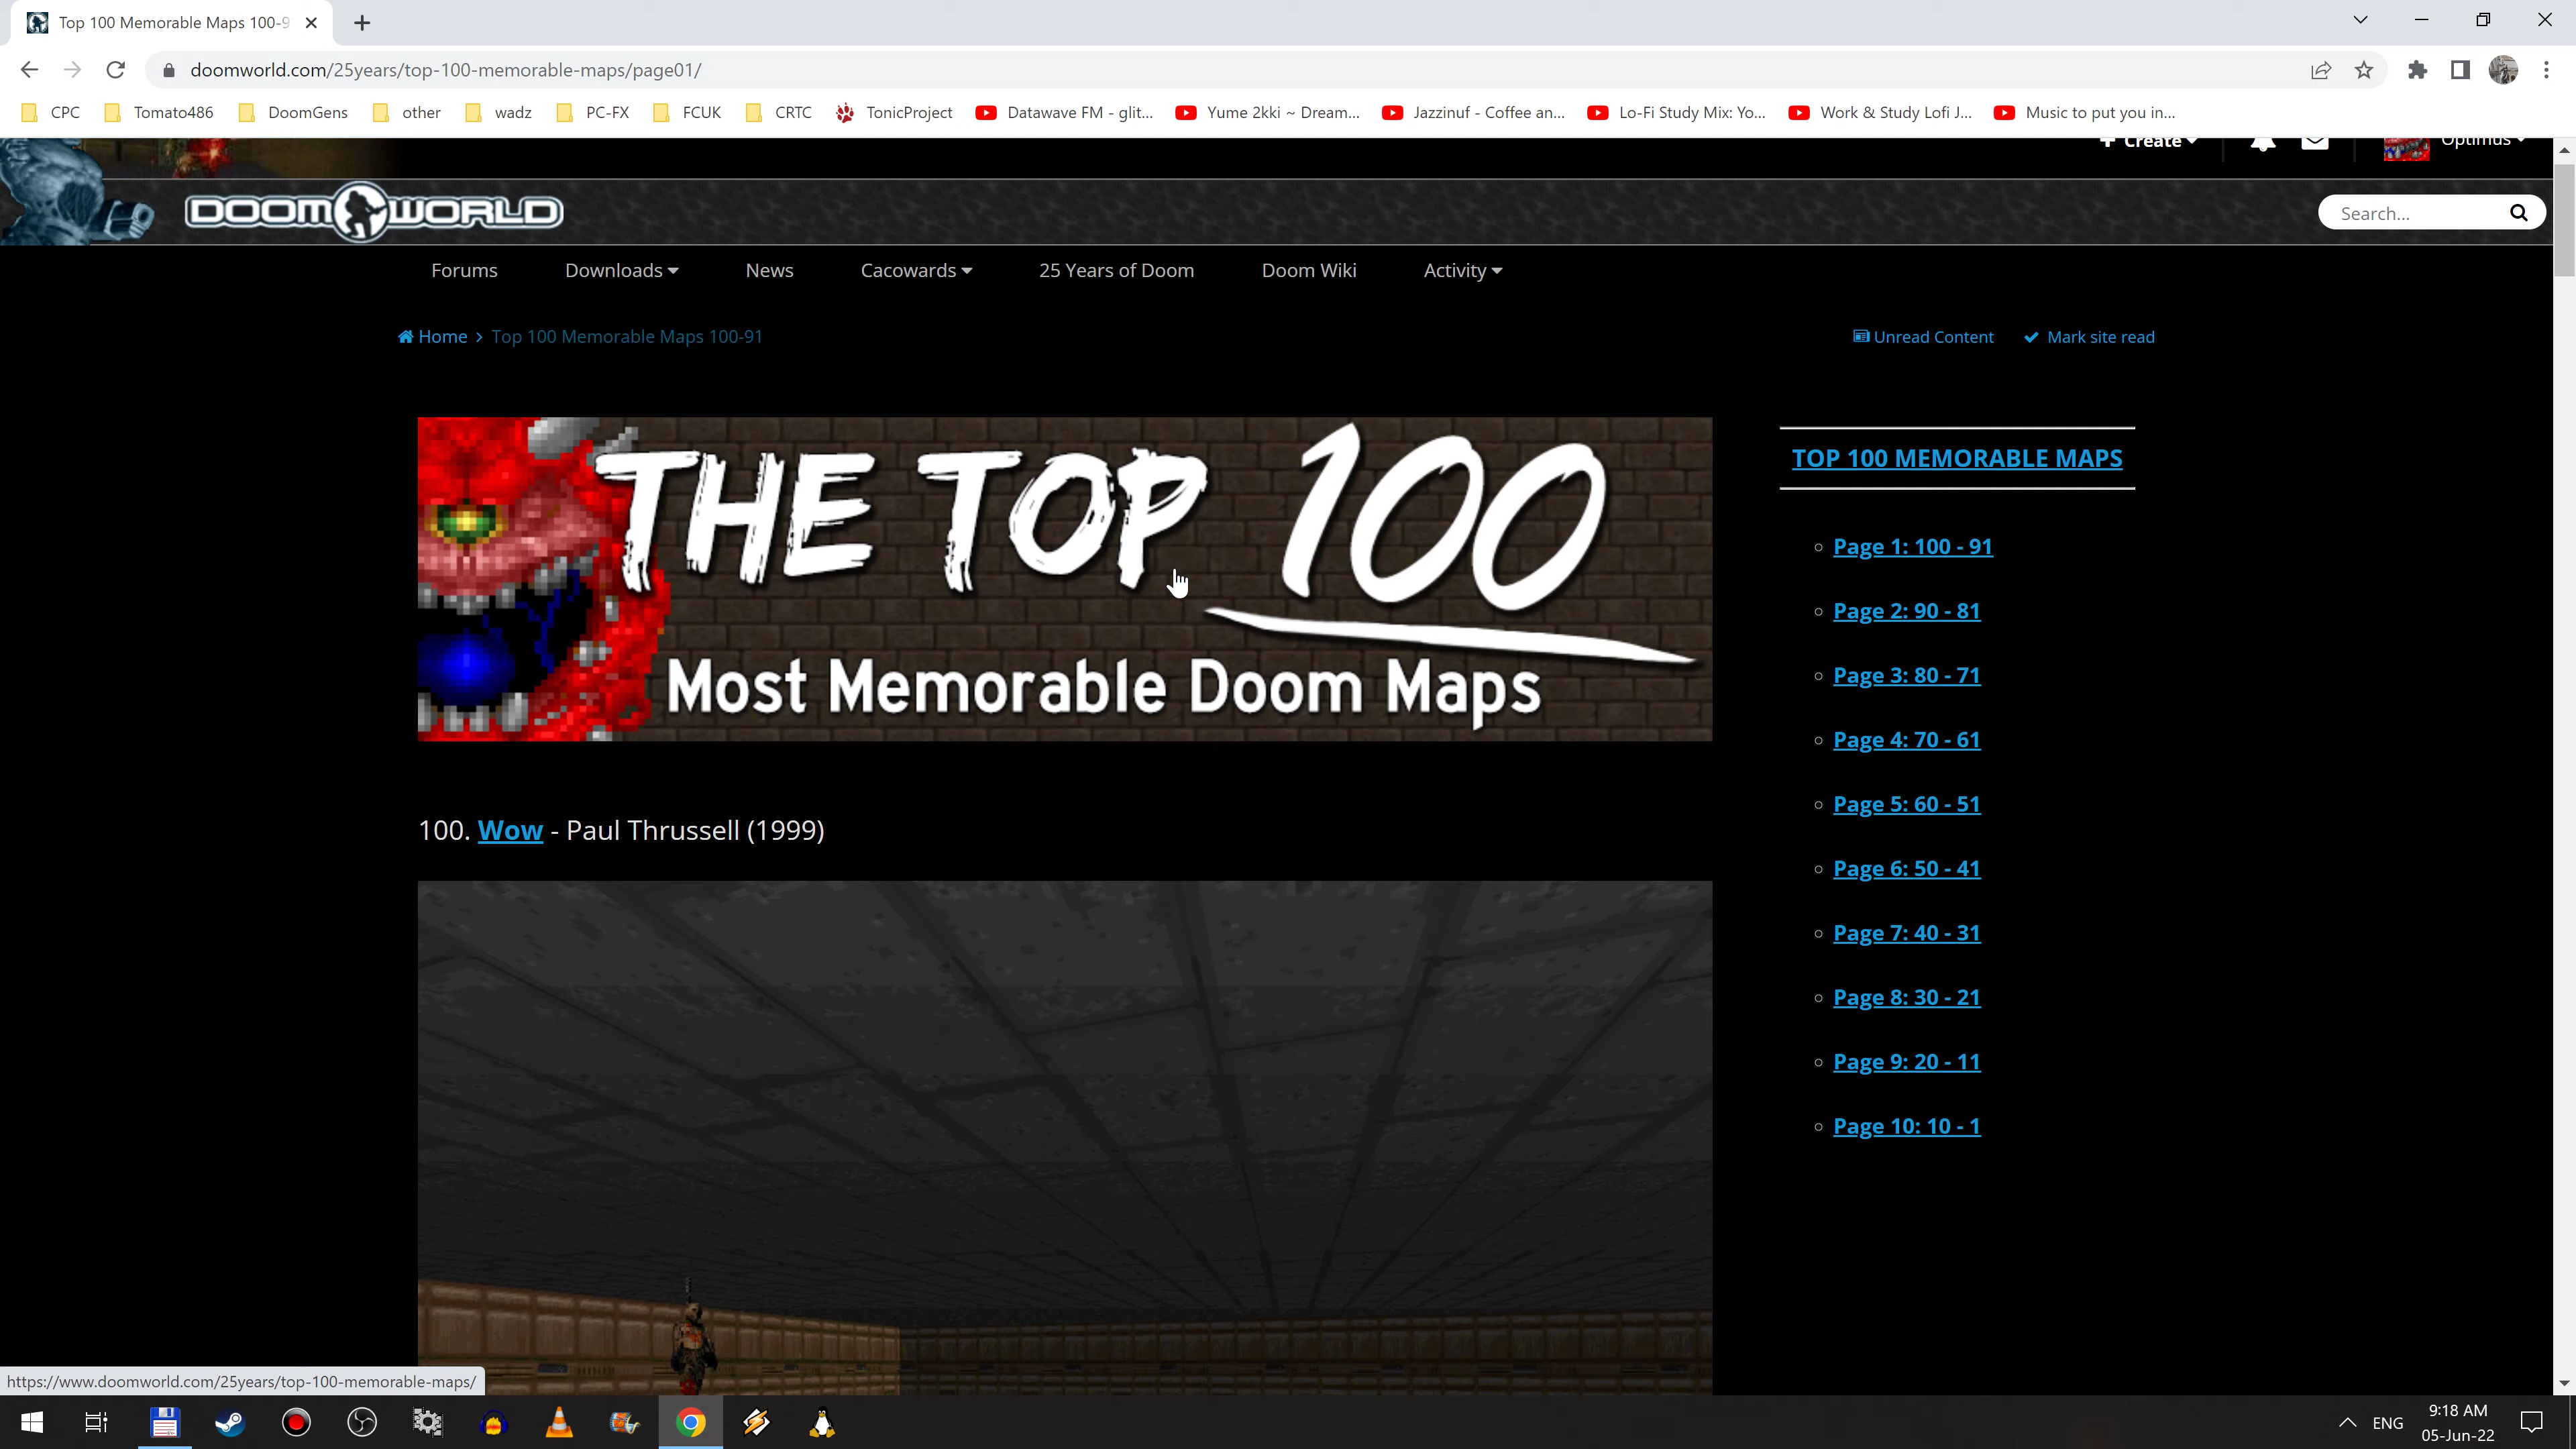 Top 100 Memorable Maps 100-9
doomworld.com/25years/top-100-memorable-maps/page01/
CPC Tomato486 DoomGens other wadz PC-FX FCUK CRTC TonicProject Datawave FM - glit... Yume 2kki ~ Dream... Jazzinuf - Coffee an... Lo-Fi Study Mix: Yo... Work & Study Lofi J... Music to put you in...
Create Optimus
DOOMWORLD
Search...
Forums Downloads News Cacowards 25 Years of Doom Doom Wiki Activity
Home > Top 100 Memorable Maps 100-91
Unread Content Mark site read
THE TOP 100
Most Memorable Doom Maps
TOP 100 MEMORABLE MAPS
Page 1: 100 - 91
Page 2: 90 - 81
Page 3: 80 - 71
Page 4: 70 - 61
Page 5: 60 - 51
Page 6: 50 - 41
Page 7: 40 - 31
Page 8: 30 - 21
Page 9: 20 - 11
Page 10: 10 - 1
100. Wow - Paul Thrussell (1999)
https://www.doomworld.com/25years/top-100-memorable-maps/
ENG
9:18 AM
05-Jun-22